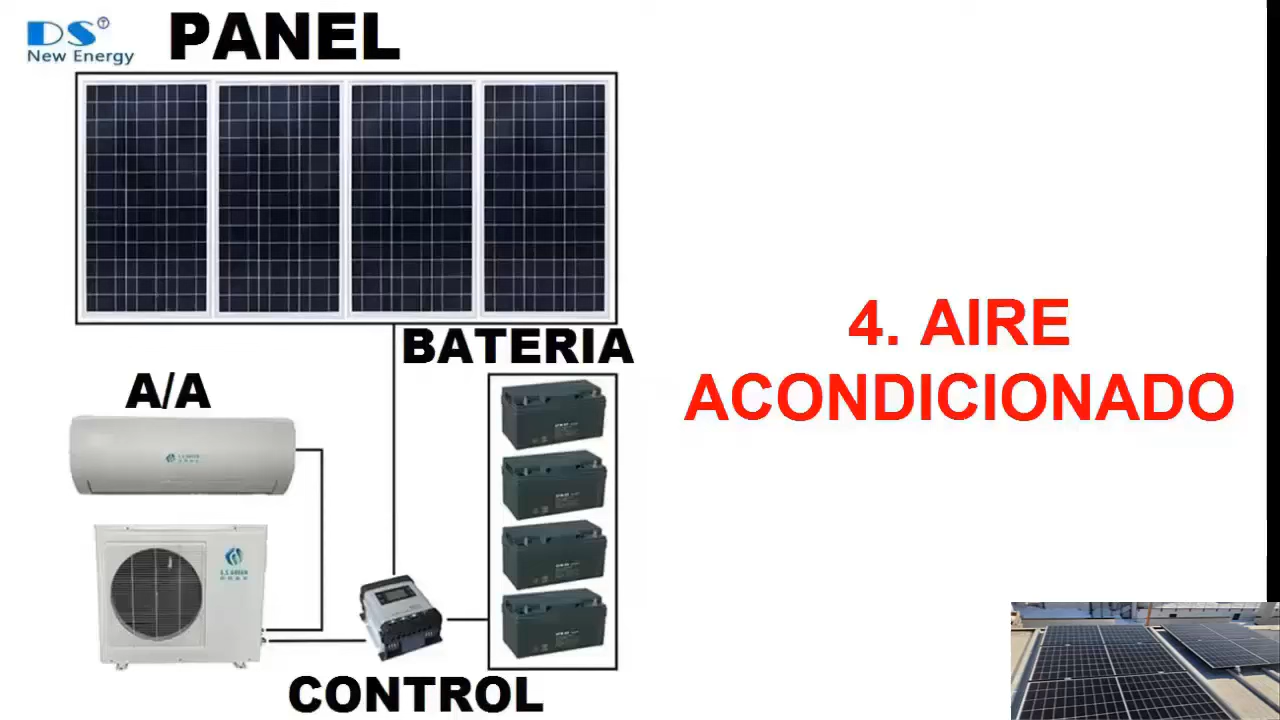 DS
New Energy
PANEL
BATERIA
A/A
4. AIRE
ACONDICIONADO
CONTROL